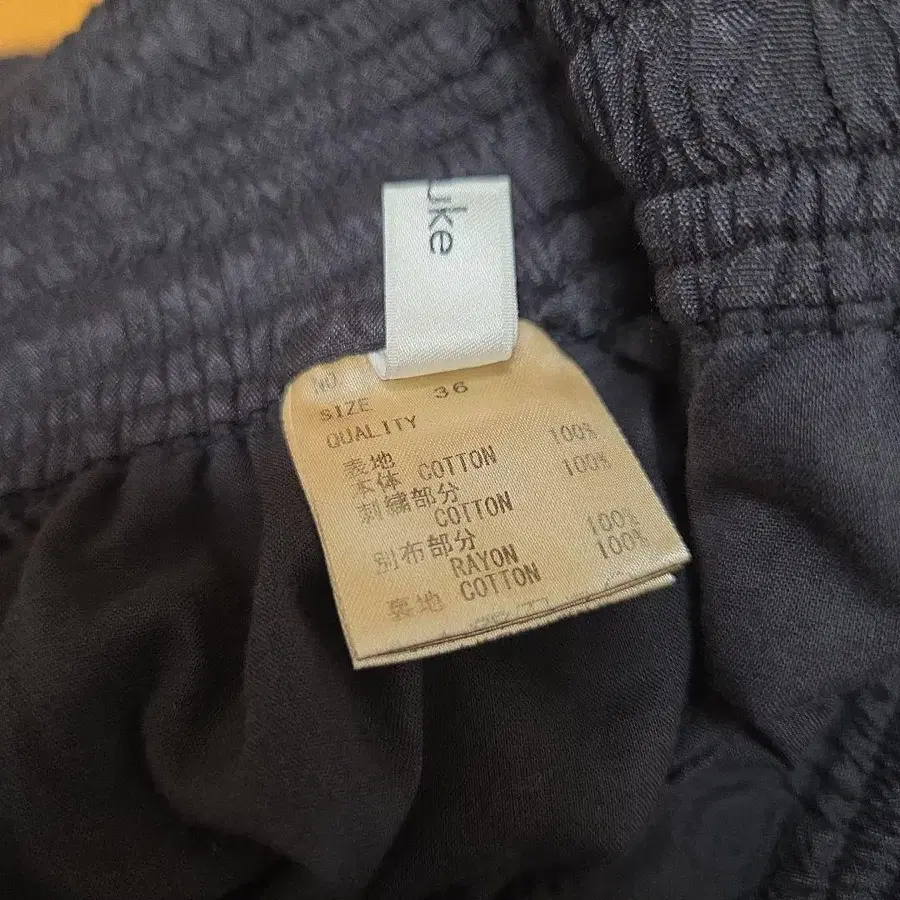 uke
NO
SIZE 36
QUALITY
表地
本体 COTTON 100%
刺繍部分
COTTON 100%
別布部分
RAYON 100%
裏地 COTTON 100%